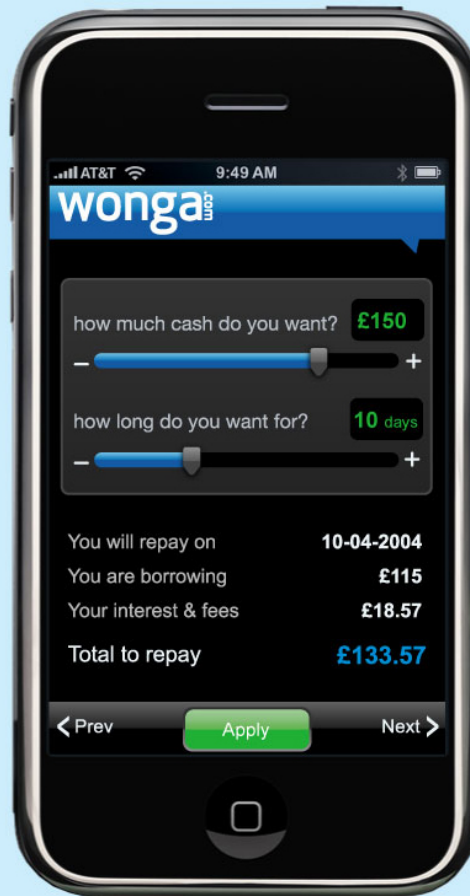 AT&T 9:49 AM
wonga.com
how much cash do you want? £150
– +
how long do you want for? 10 days
– +
You will repay on 10-04-2004
You are borrowing £115
Your interest & fees £18.57
Total to repay £133.57
Prev Apply Next